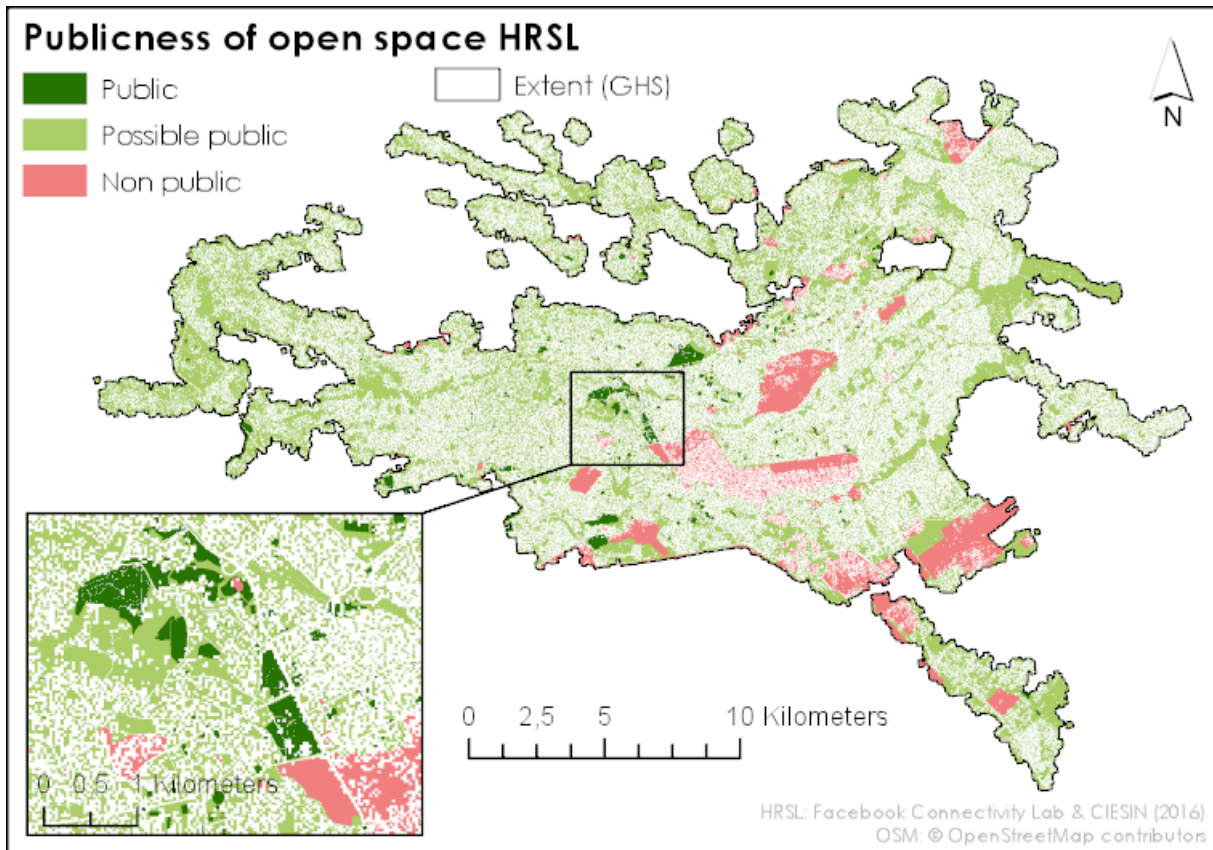 Publicness of open space HRSL
Public
Extent (GHS)
Possible public
Non public
N
0 2,5 5 10 Kilometers
0 0.5 1 Kilometers
HRSL: Facebook Connectivity Lab & CIESIN (2016)
OSM: © OpenStreetMap contributors